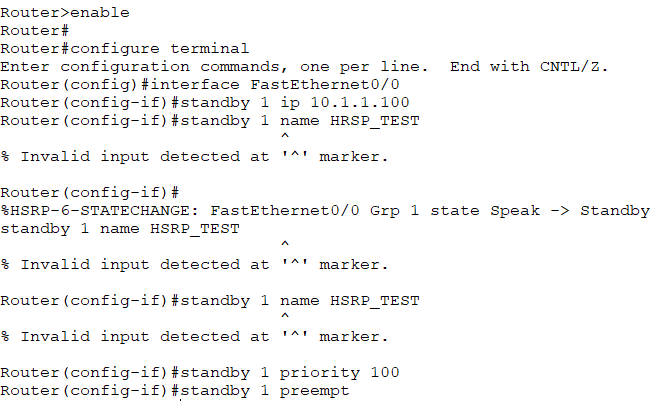 Router>enable
Router#
Router#configure terminal
Enter configuration commands, one per line.  End with CNTL/Z.
Router(config)#interface FastEthernet0/0
Router(config-if)#standby 1 ip 10.1.1.100
Router(config-if)#standby 1 name HRSP_TEST
^
% Invalid input detected at '^' marker.
Router(config-if)#
%HSRP-6-STATECHANGE: FastEthernet0/0 Grp 1 state Speak -> Standby
standby 1 name HSRP_TEST
^
% Invalid input detected at '^' marker.
Router(config-if)#standby 1 name HSRP_TEST
^
% Invalid input detected at '^' marker.
Router(config-if)#standby 1 priority 100
Router(config-if)#standby 1 preempt